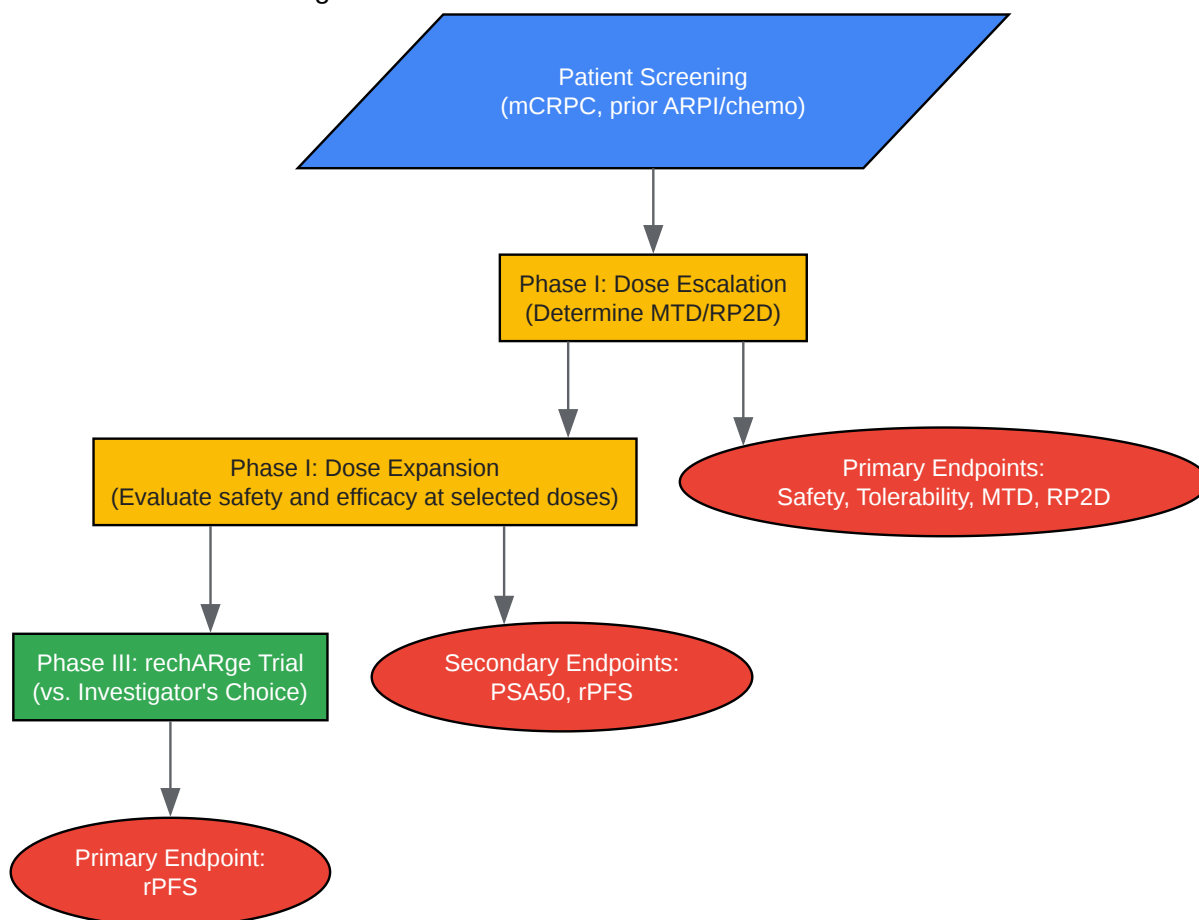 Patient Screening
(mCRPC, prior ARPI/chemo)
Phase I: Dose Escalation
(Determine MTD/RP2D)
Phase I: Dose Expansion
(Evaluate safety and efficacy at selected doses)
Primary Endpoints:
Safety, Tolerability, MTD, RP2D
Phase III: rechARge Trial
(vs. Investigator's Choice)
Secondary Endpoints:
PSA50, rPFS
Primary Endpoint:
rPFS